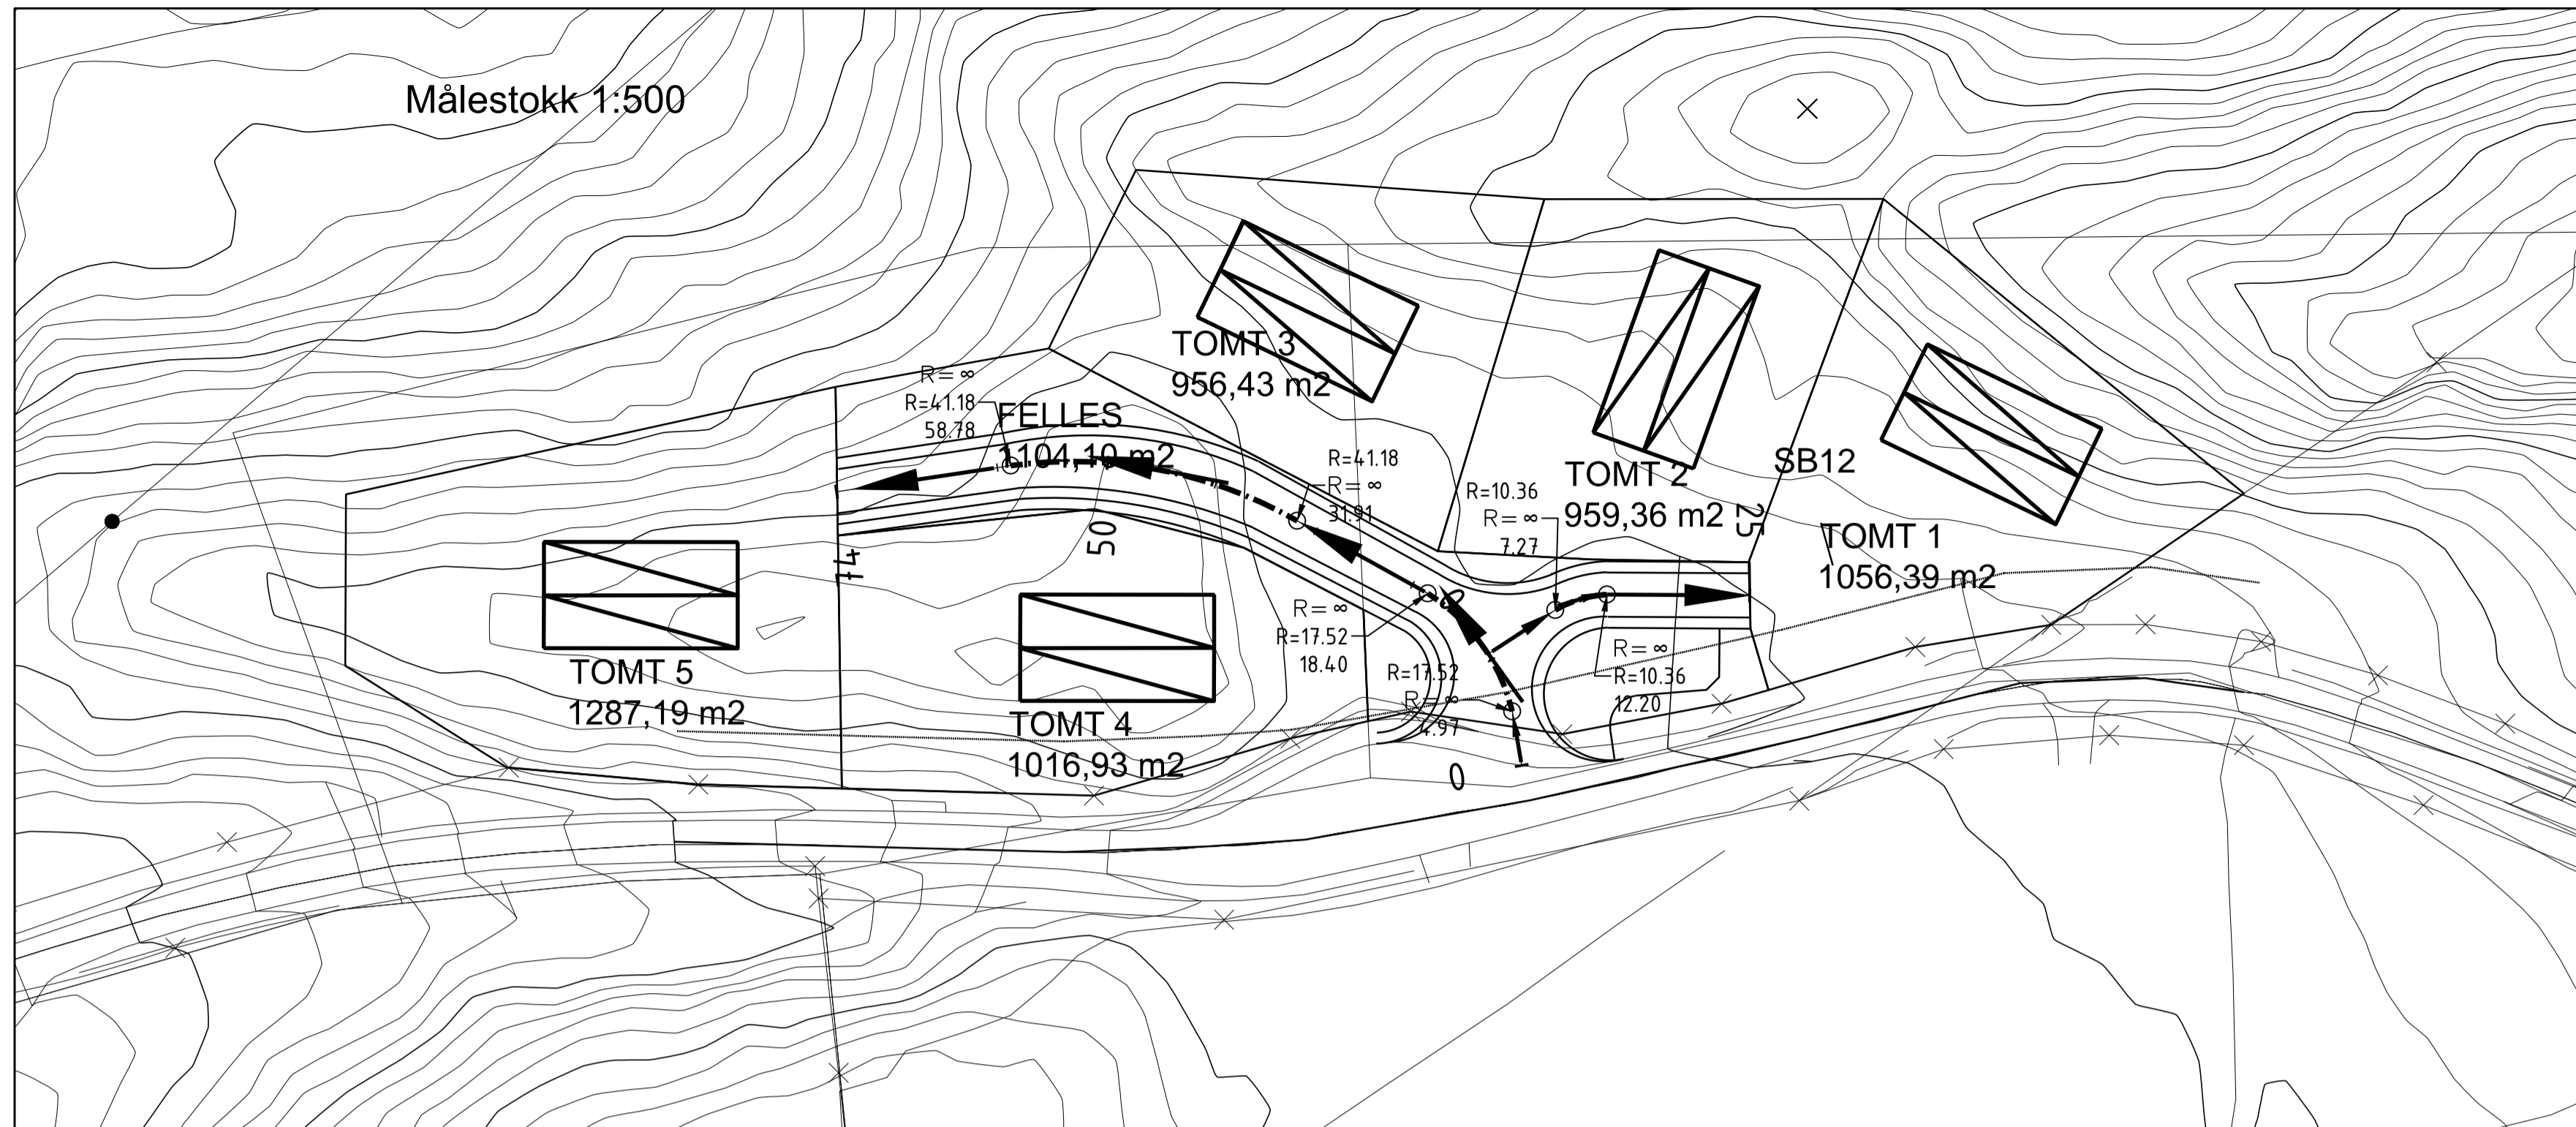 Målestokk 1:500
TOMT 3
956,43 m2
R=∞
R=41.18
58.78
FELLES
1104,10 m2
R=41.18
R=∞
31.91
R=10.36
R=∞
7.27
TOMT 2
959,36 m2
SB12
25
TOMT 1
1056,39 m2
50
74
0
R=∞
R=17.52
18.40
R=17.52
R=∞
4.97
R=∞
R=10.36
12.20
TOMT 5
1287,19 m2
TOMT 4
1016,93 m2
0